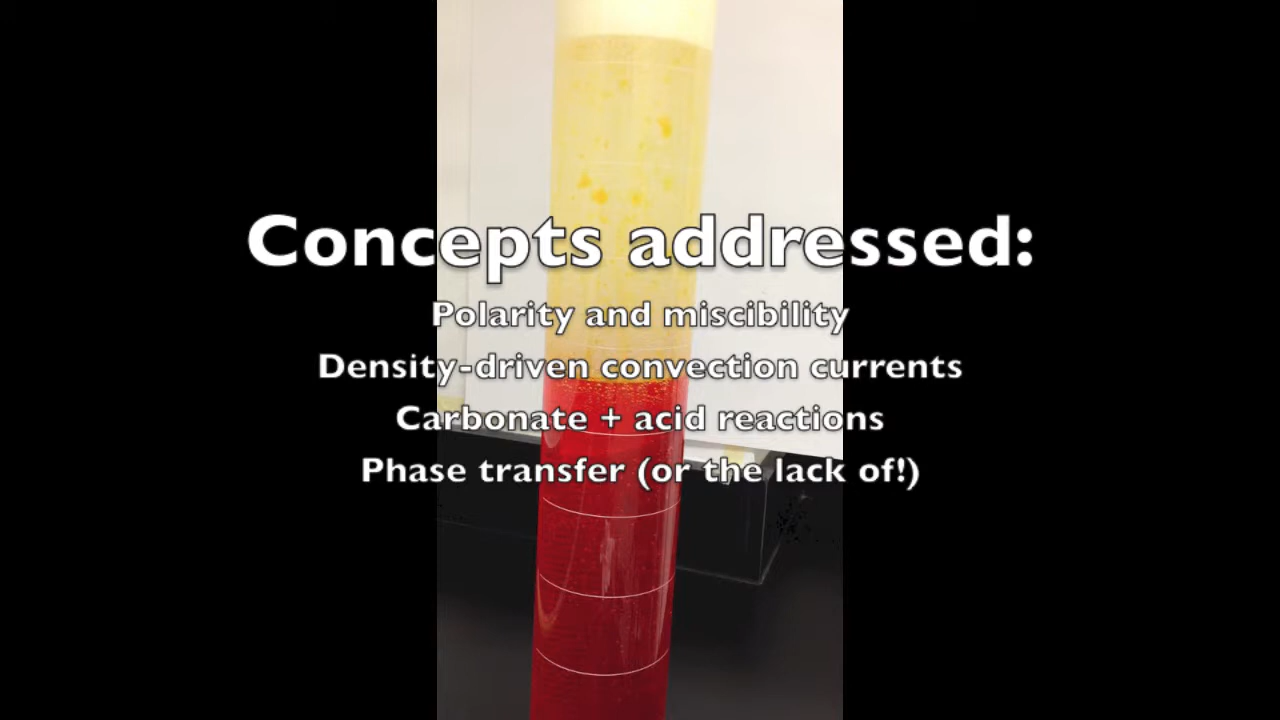 Concepts addressed:
Polarity and miscibility
Density-driven convection currents
Carbonate + acid reactions
Phase transfer (or the lack of!)